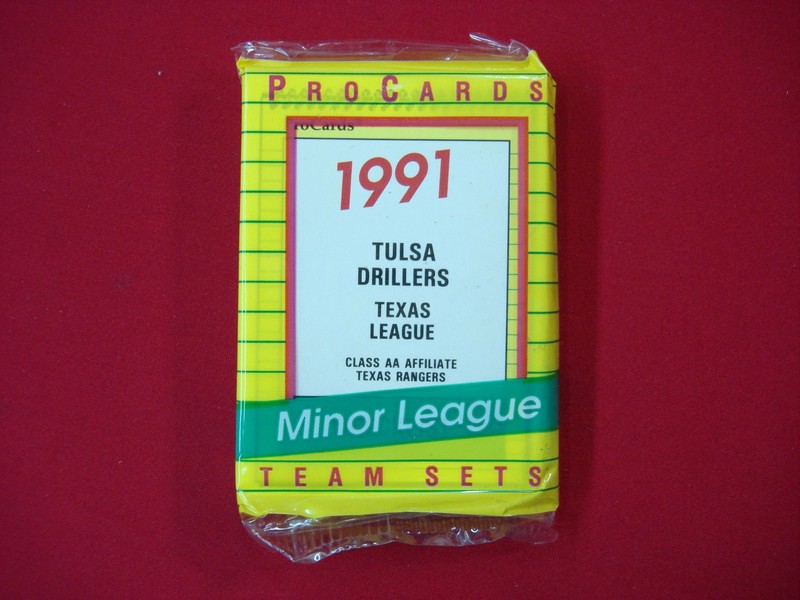 PROCARDS
roCards
1991
TULSA
DRILLERS
TEXAS
LEAGUE
CLASS AA AFFILIATE
TEXAS RANGERS
Minor League
TEAM SETS